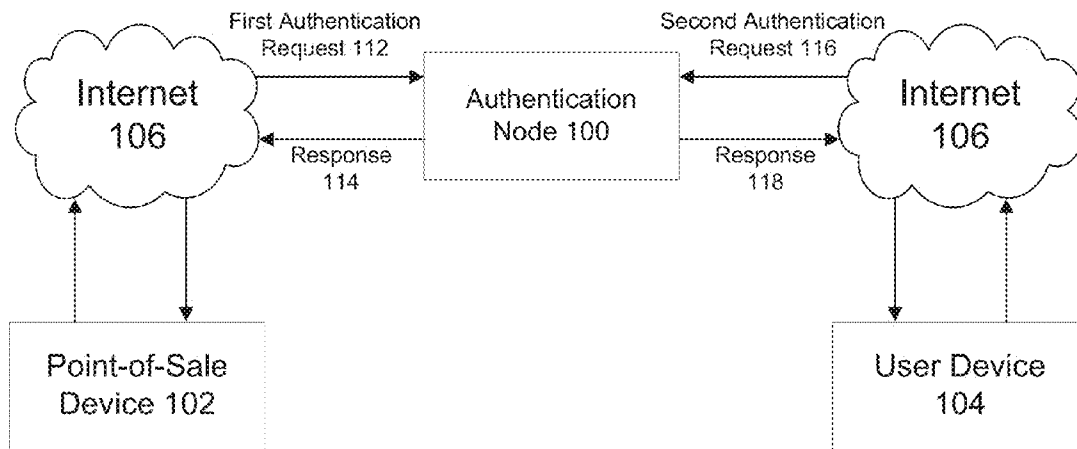 First Authentication
Request 112
Second Authentication
Request 116
Internet
106
Authentication
Node 100
Internet
106
Response
114
Response
118
Point-of-Sale
Device 102
User Device
104